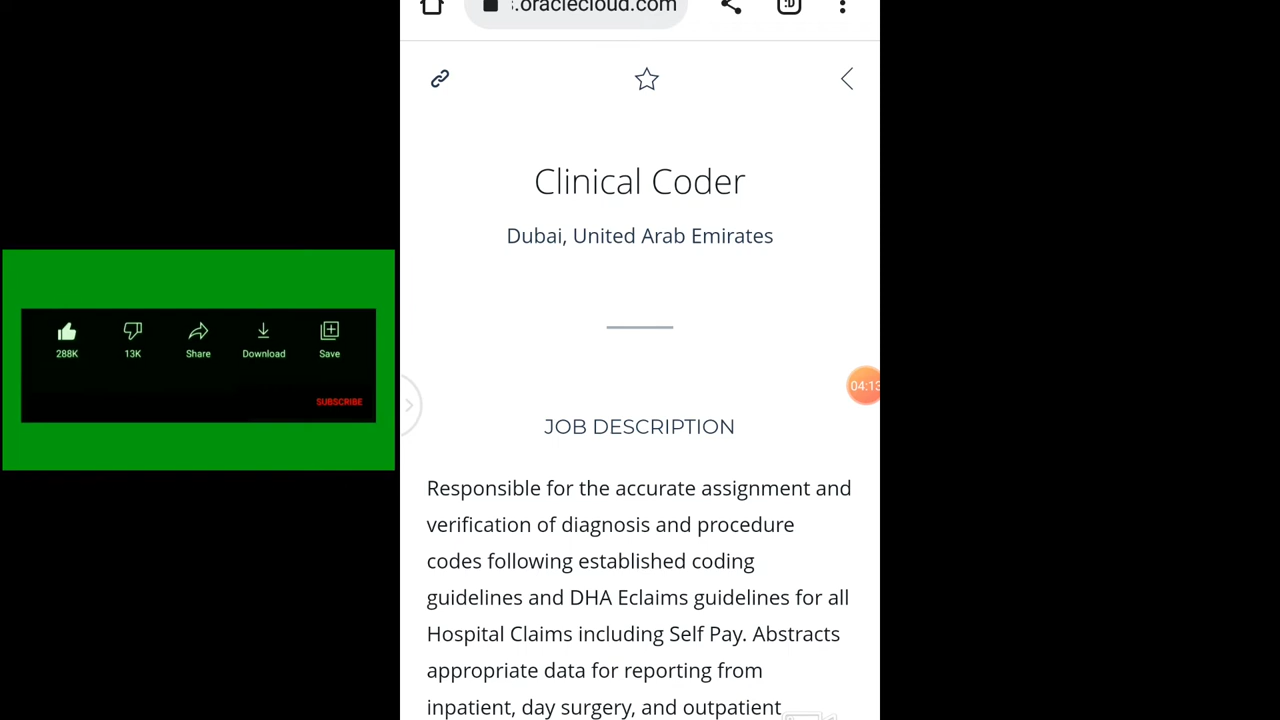 :.oraclecloud.com
:D
Clinical Coder
Dubai, United Arab Emirates
288K
13K
Share
Download
Save
SUBSCRIBE
04:13
JOB DESCRIPTION
Responsible for the accurate assignment and
verification of diagnosis and procedure
codes following established coding
guidelines and DHA Eclaims guidelines for all
Hospital Claims including Self Pay. Abstracts
appropriate data for reporting from
inpatient, day surgery, and outpatient